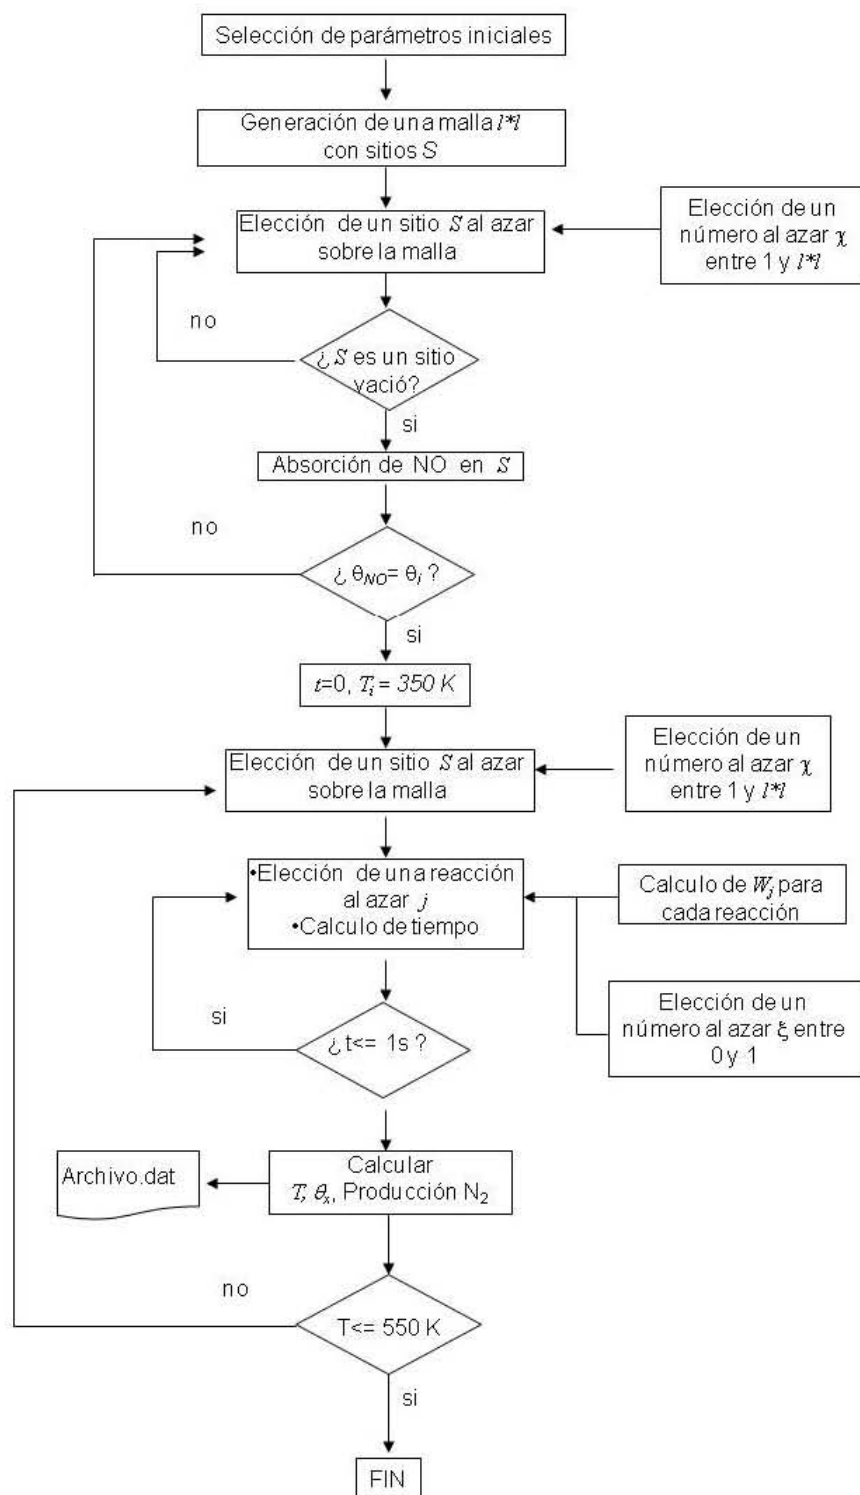 Selección de parámetros iniciales
Generación de una malla l*l
con sitios S
Elección de un sitio S al azar
sobre la malla
Elección de un
número al azar χ
entre 1 y l*l
no
¿ S es un sitio
vació?
si
Absorción de NO en S
no
¿ θNO= θi ?
si
t=0, Ti = 350 K
Elección de un sitio S al azar
sobre la malla
Elección de un
número al azar χ
entre 1 y l*l
•Elección de una reacción
al azar j
•Calculo de tiempo
Calculo de Wj para
cada reacción
Elección de un
número al azar ξ entre
0 y 1
si
¿ t<= 1s ?
Calcular
T, θx, Producción N2
Archivo.dat
no
T<= 550 K
si
FIN